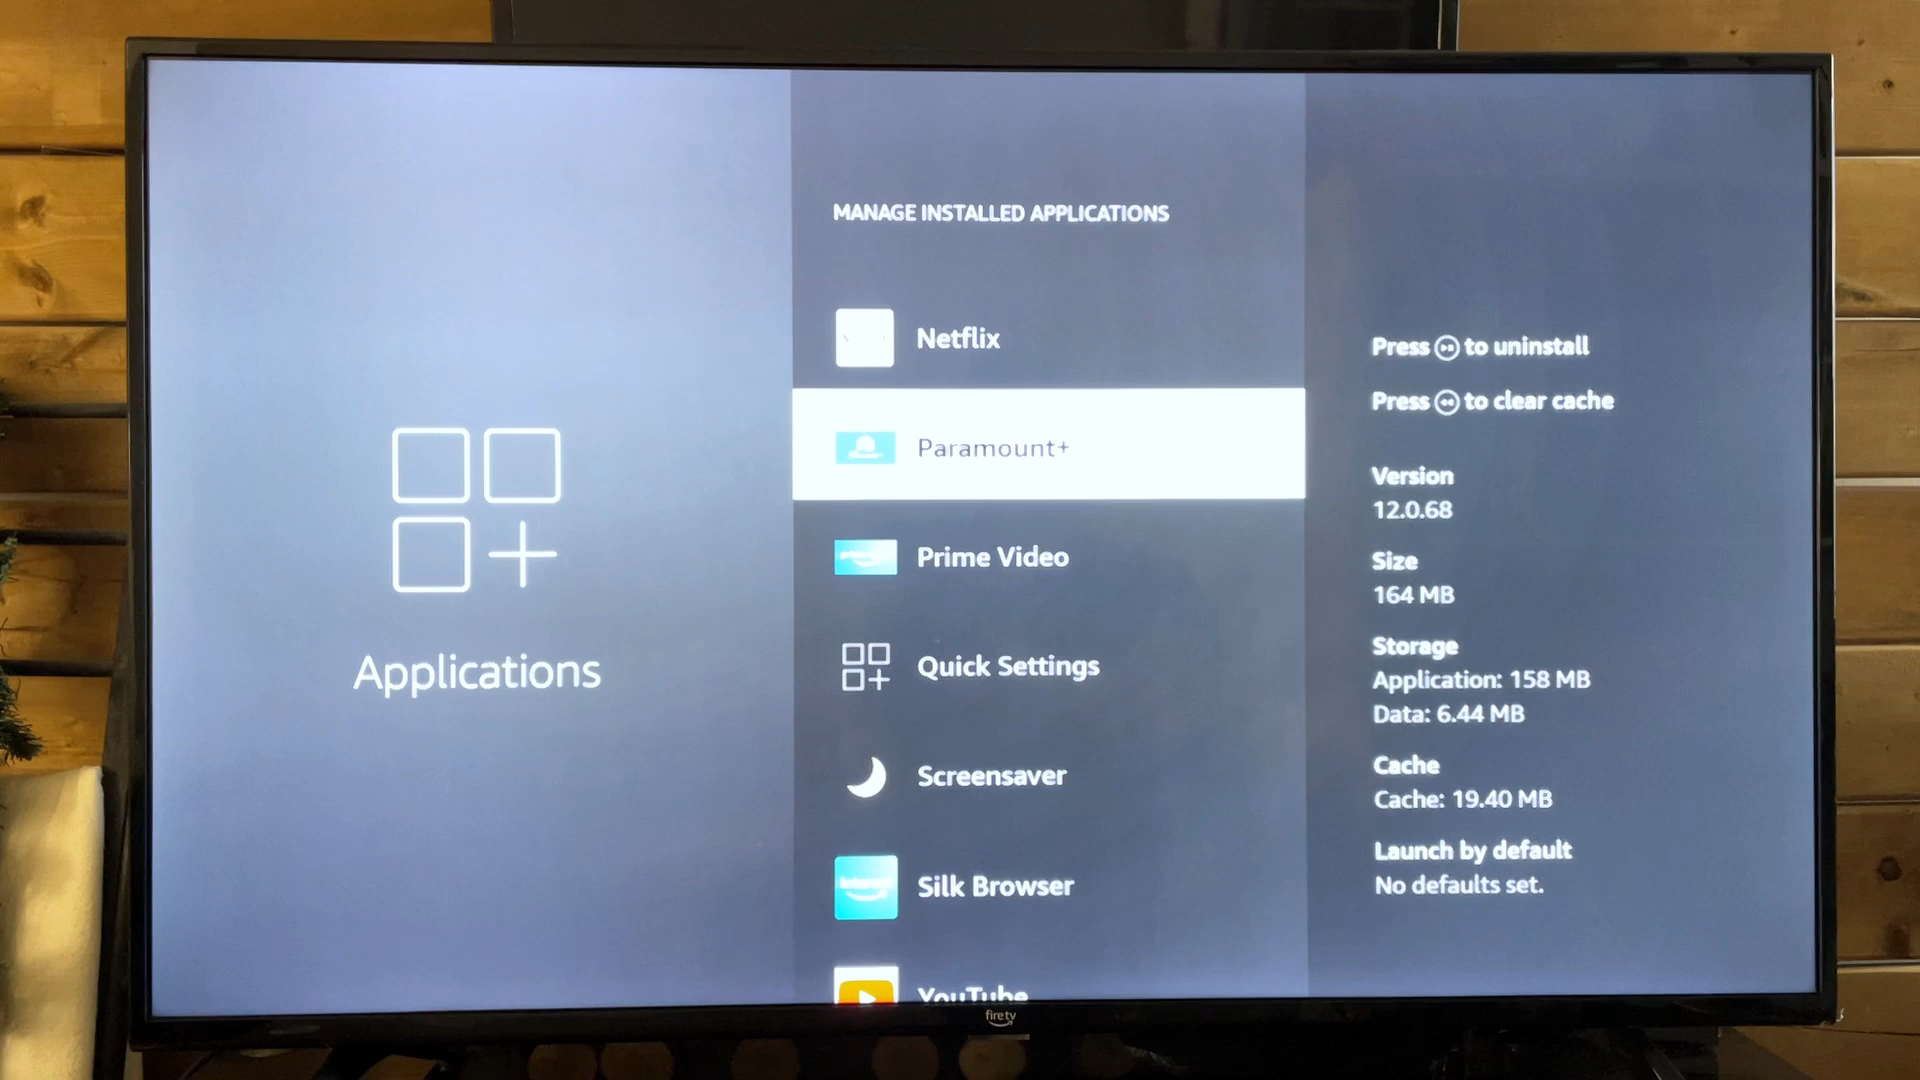 Applications
MANAGE INSTALLED APPLICATIONS
Netflix
Paramount+
Prime Video
Quick Settings
Screensaver
Silk Browser
YouTube
Press to uninstall
Press to clear cache
Version
12.0.68
Size
164 MB
Storage
Application: 158 MB
Data: 6.44 MB
Cache
Cache: 19.40 MB
Launch by default
No defaults set.
firetv